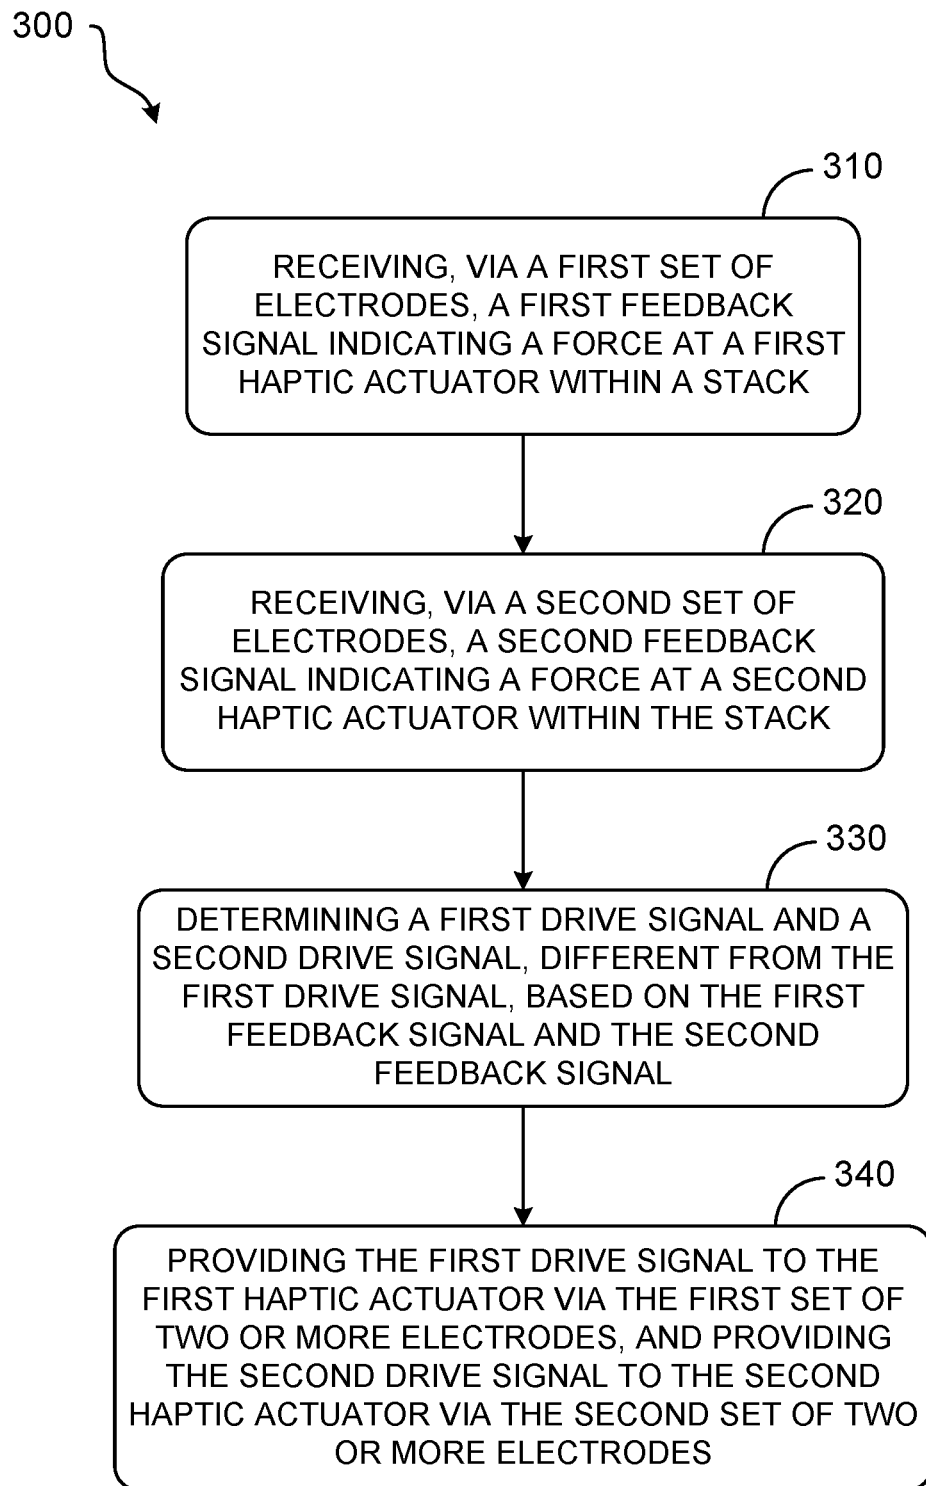 300
310
RECEIVING, VIA A FIRST SET OF
ELECTRODES, A FIRST FEEDBACK
SIGNAL INDICATING A FORCE AT A FIRST
HAPTIC ACTUATOR WITHIN A STACK
320
RECEIVING, VIA A SECOND SET OF
ELECTRODES, A SECOND FEEDBACK
SIGNAL INDICATING A FORCE AT A SECOND
HAPTIC ACTUATOR WITHIN THE STACK
330
DETERMINING A FIRST DRIVE SIGNAL AND A
SECOND DRIVE SIGNAL, DIFFERENT FROM THE
FIRST DRIVE SIGNAL, BASED ON THE FIRST
FEEDBACK SIGNAL AND THE SECOND
FEEDBACK SIGNAL
340
PROVIDING THE FIRST DRIVE SIGNAL TO THE
FIRST HAPTIC ACTUATOR VIA THE FIRST SET OF
TWO OR MORE ELECTRODES, AND PROVIDING
THE SECOND DRIVE SIGNAL TO THE SECOND
HAPTIC ACTUATOR VIA THE SECOND SET OF TWO
OR MORE ELECTRODES